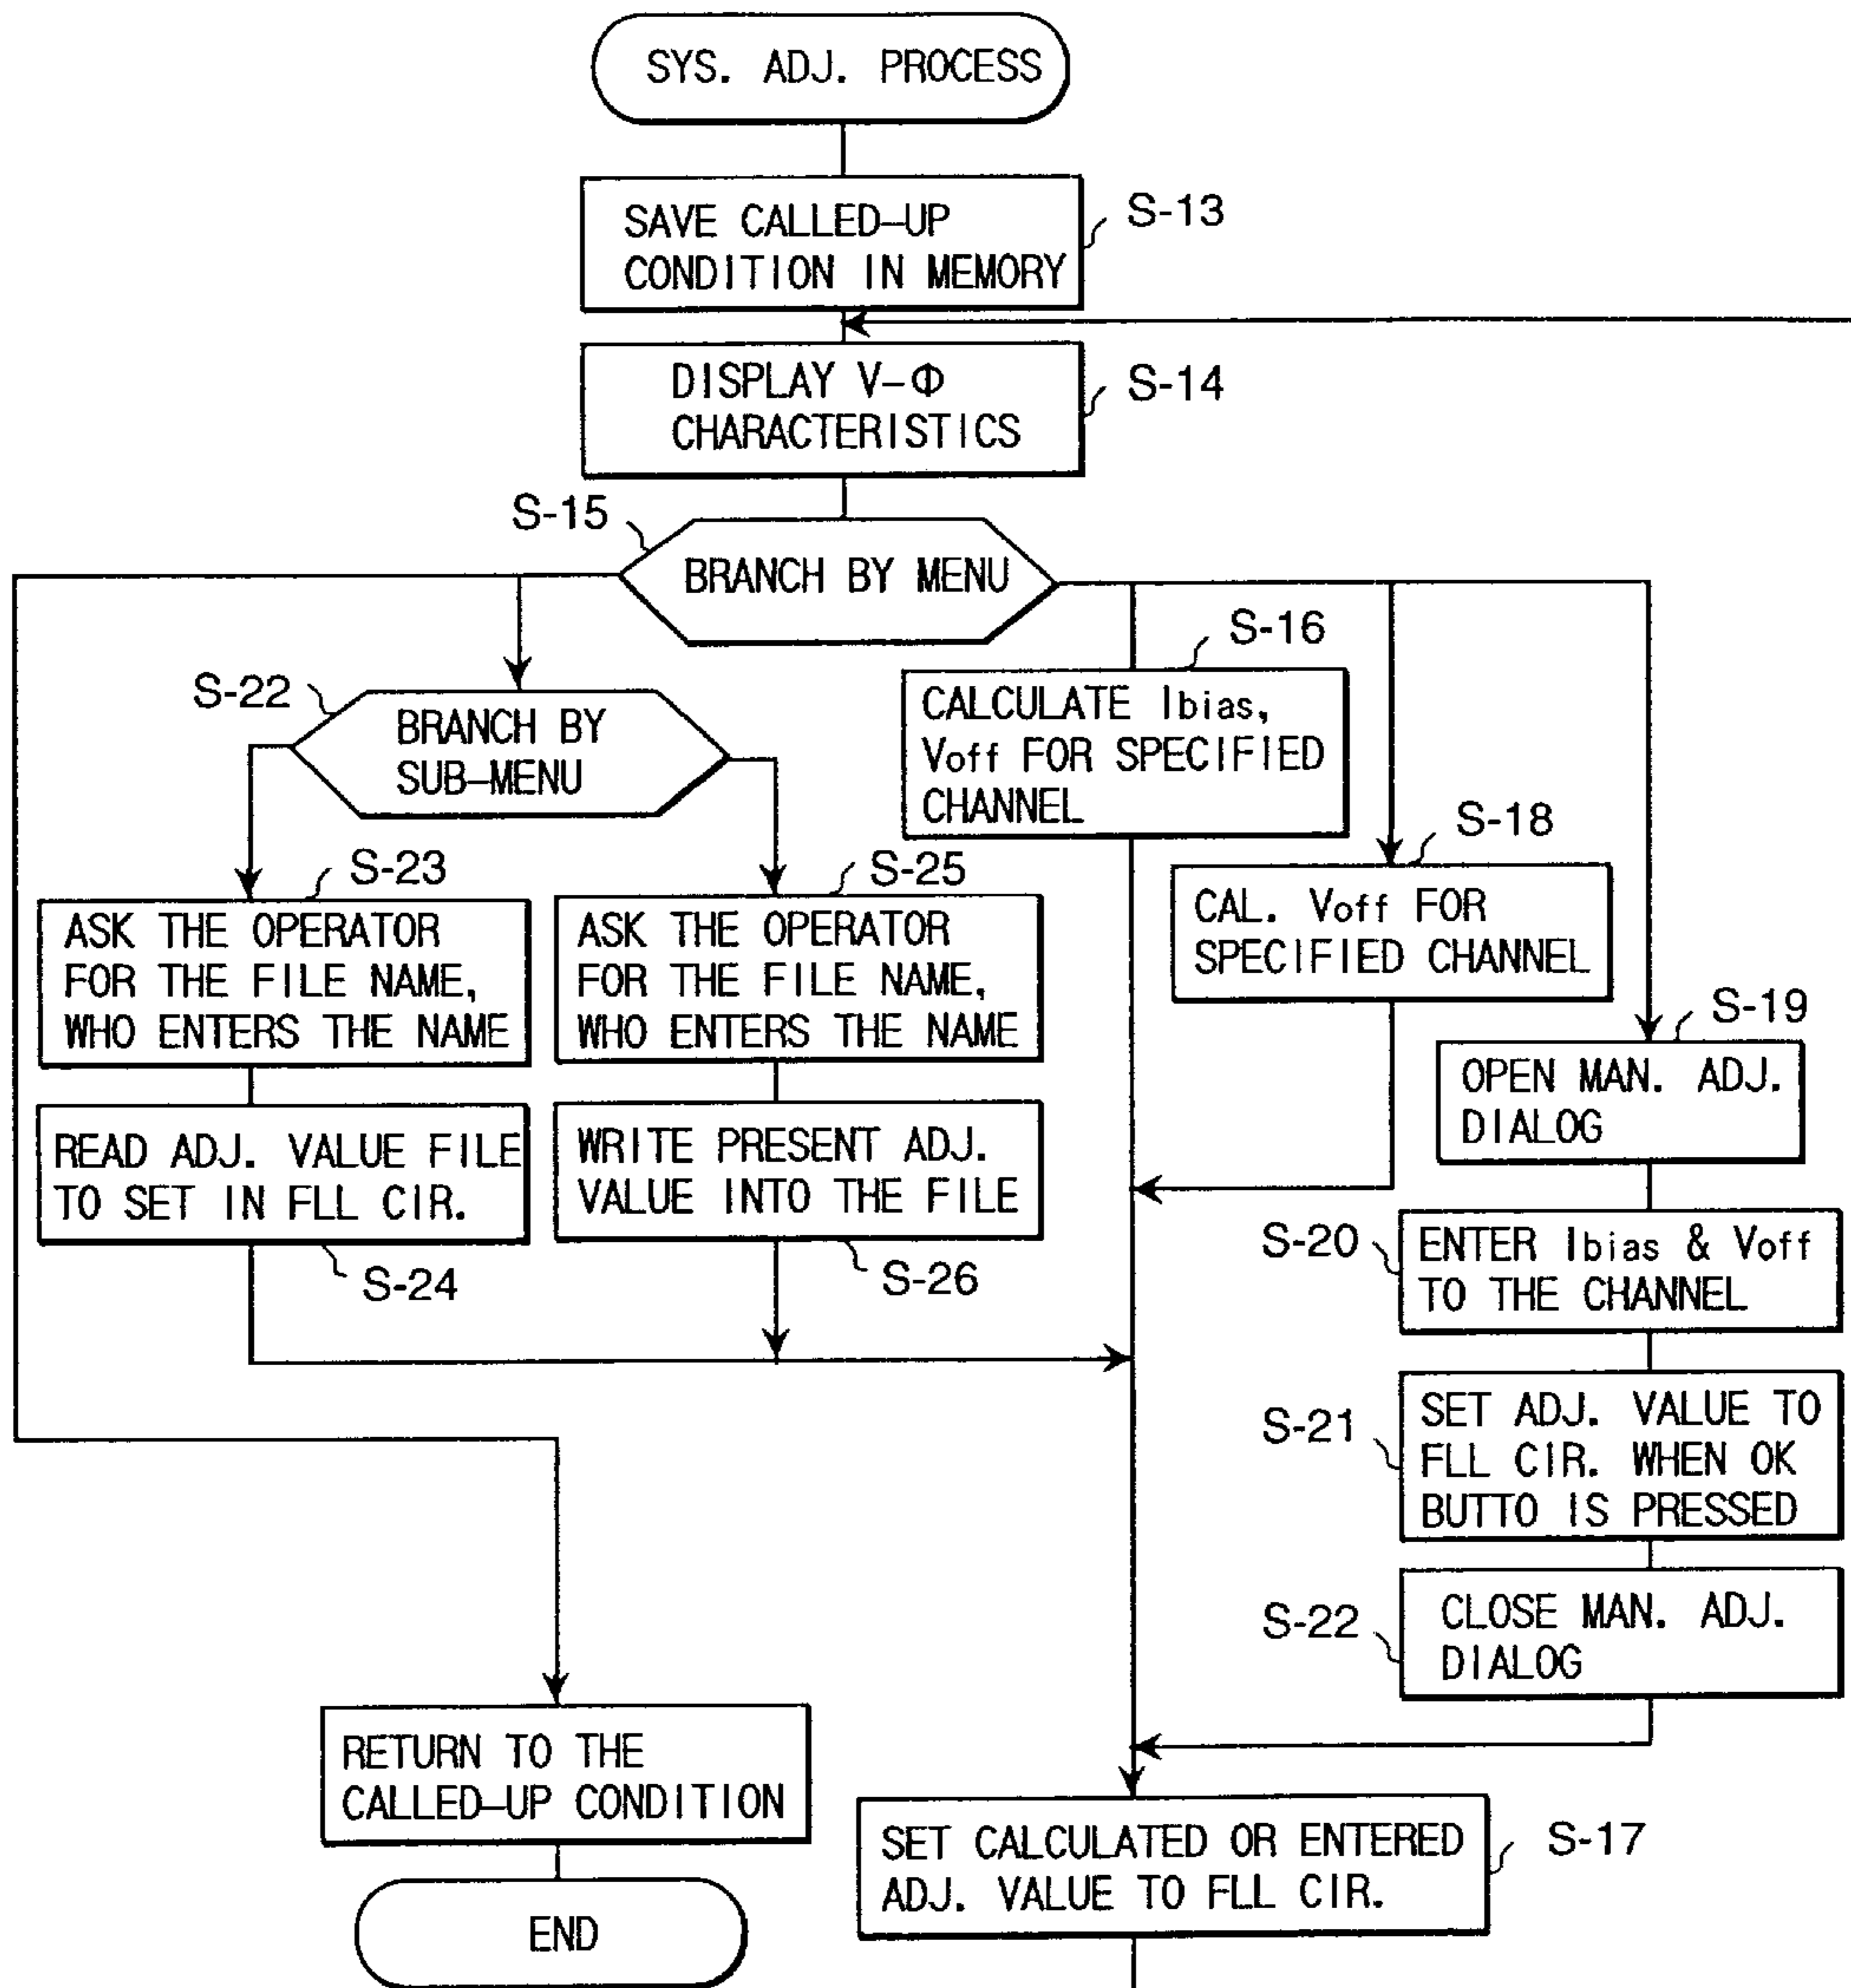 SYS. ADJ. PROCESS
SAVE CALLED-UP
CONDITION IN MEMORY
S-13
DISPLAY V-Φ
CHARACTERISTICS
S-14
S-15
BRANCH BY MENU
S-16
CALCULATE Ibias,
Voff FOR SPECIFIED
CHANNEL
S-22
BRANCH BY
SUB-MENU
S-18
CAL. Voff FOR
SPECIFIED CHANNEL
S-23
ASK THE OPERATOR
FOR THE FILE NAME,
WHO ENTERS THE NAME
S-25
ASK THE OPERATOR
FOR THE FILE NAME,
WHO ENTERS THE NAME
S-19
OPEN MAN. ADJ.
DIALOG
READ ADJ. VALUE FILE
TO SET IN FLL CIR.
S-24
WRITE PRESENT ADJ.
VALUE INTO THE FILE
S-26
S-20
ENTER Ibias & Voff
TO THE CHANNEL
S-21
SET ADJ. VALUE TO
FLL CIR. WHEN OK
BUTTO IS PRESSED
S-22
CLOSE MAN. ADJ.
DIALOG
RETURN TO THE
CALLED-UP CONDITION
SET CALCULATED OR ENTERED
ADJ. VALUE TO FLL CIR.
S-17
END